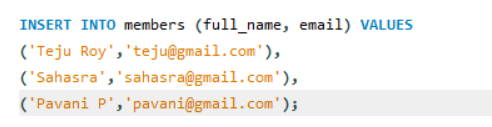 INSERT INTO members (full_name, email) VALUES
('Teju Roy','teju@gmail.com'),
('Sahasra','sahasra@gmail.com'),
('Pavani P','pavani@gmail.com');